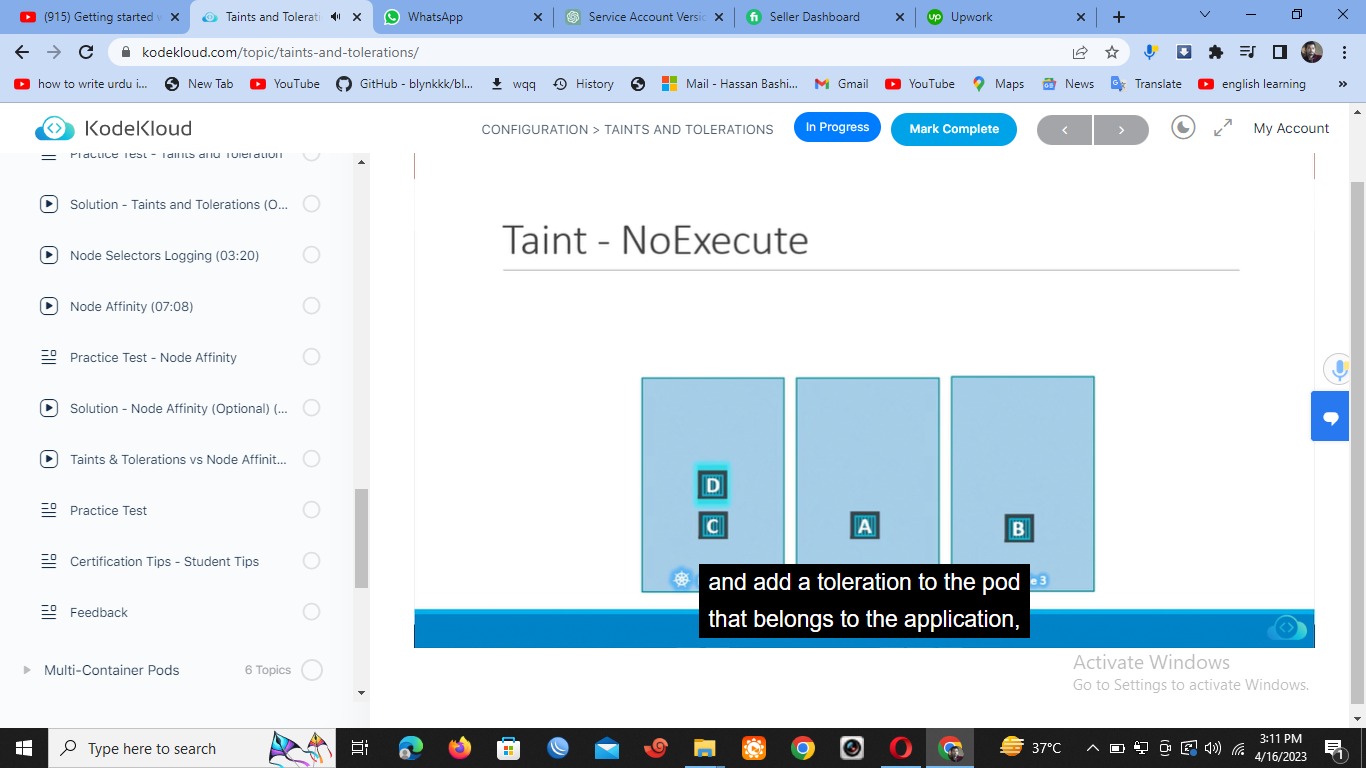 (915) Getting started w
Taints and Tolerati
WhatsApp
Service Account Versio
Seller Dashboard
Upwork
kodekloud.com/topic/taints-and-tolerations/
how to write urdu i...
New Tab
YouTube
GitHub - blynkkk/bl...
wqq
History
Mail - Hassan Bashi...
Gmail
YouTube
Maps
News
Translate
english learning
KodeKloud
CONFIGURATION > TAINTS AND TOLERATIONS
In Progress
Mark Complete
My Account
Practice Test - Taints and Toleration
Solution - Taints and Tolerations (O...
Node Selectors Logging (03:20)
Node Affinity (07:08)
Practice Test - Node Affinity
Solution - Node Affinity (Optional) (...
Taints & Tolerations vs Node Affinit...
Practice Test
Certification Tips - Student Tips
Feedback
Multi-Container Pods
6 Topics
Taint - NoExecute
D
C
A
B
e 3
and add a toleration to the pod
that belongs to the application,
Activate Windows
Go to Settings to activate Windows.
Type here to search
37°C
3:11 PM
4/16/2023
1